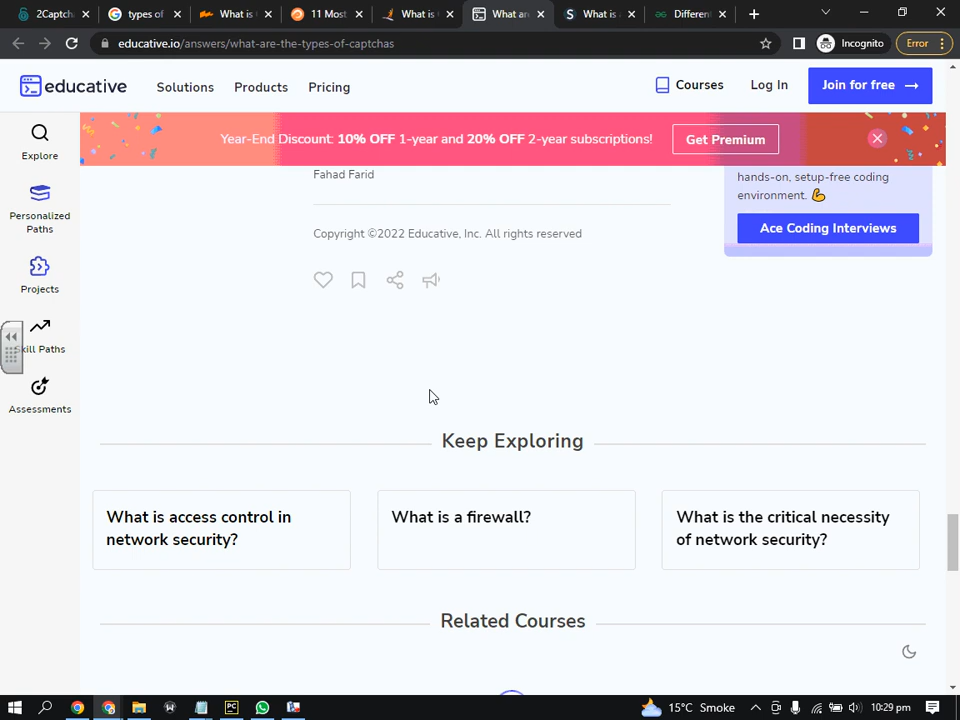 2Captch
types of
What is
11 Most
What is
What are
What is
Different
educative.io/answers/what-are-the-types-of-captchas
Incognito
Error
educative
Solutions
Products
Pricing
Courses
Log In
Join for free →
Explore
Personalized
Paths
Projects
Skill Paths
Assessments
Year-End Discount: 10% OFF 1-year and 20% OFF 2-year subscriptions!
Get Premium
Fahad Farid
hands-on, setup-free coding
environment. 💪
Ace Coding Interviews
Copyright ©2022 Educative, Inc. All rights reserved
Keep Exploring
What is access control in
network security?
What is a firewall?
What is the critical necessity
of network security?
Related Courses
15°C Smoke
10:29 pm